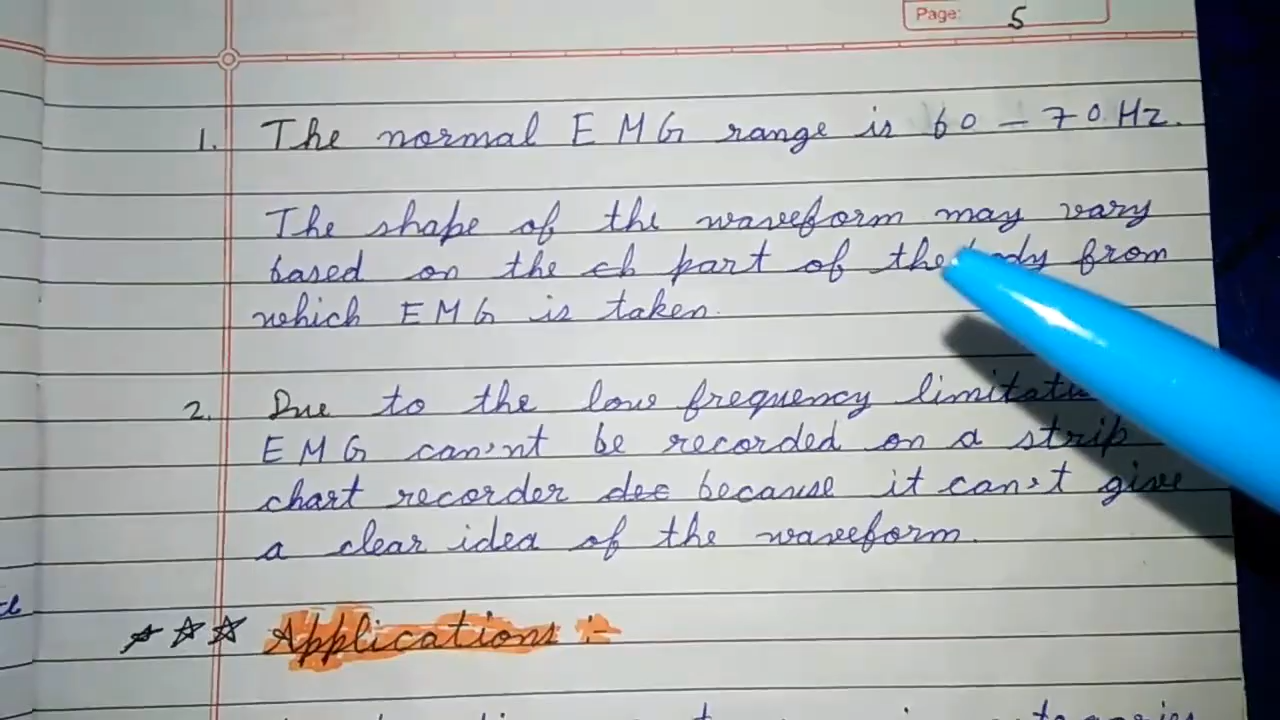 Page: 5
1. The normal EMG range is 60 - 70 Hz.
The shape of the waveform may vary
based on the ch part of the body from
which EMG is taken.
2. Due to the low frequency
EMG can'nt be recorded on a strip
chart recorder dec because it can't give
a clear idea of the waveform.
Applications :-